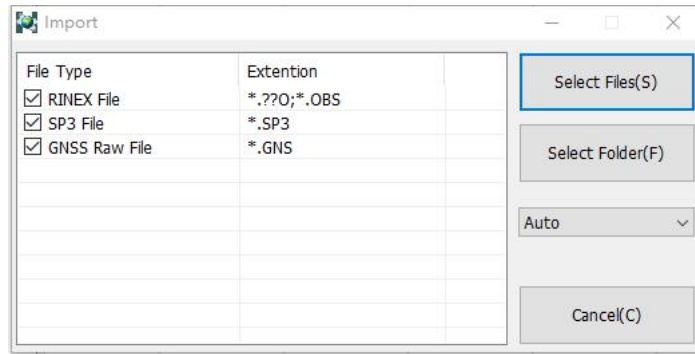 Import
File Type Extention
RINEX File *.??O;*.OBS
SP3 File *.SP3
GNSS Raw File *.GNS
Select Files(S)
Select Folder(F)
Auto
Cancel(C)